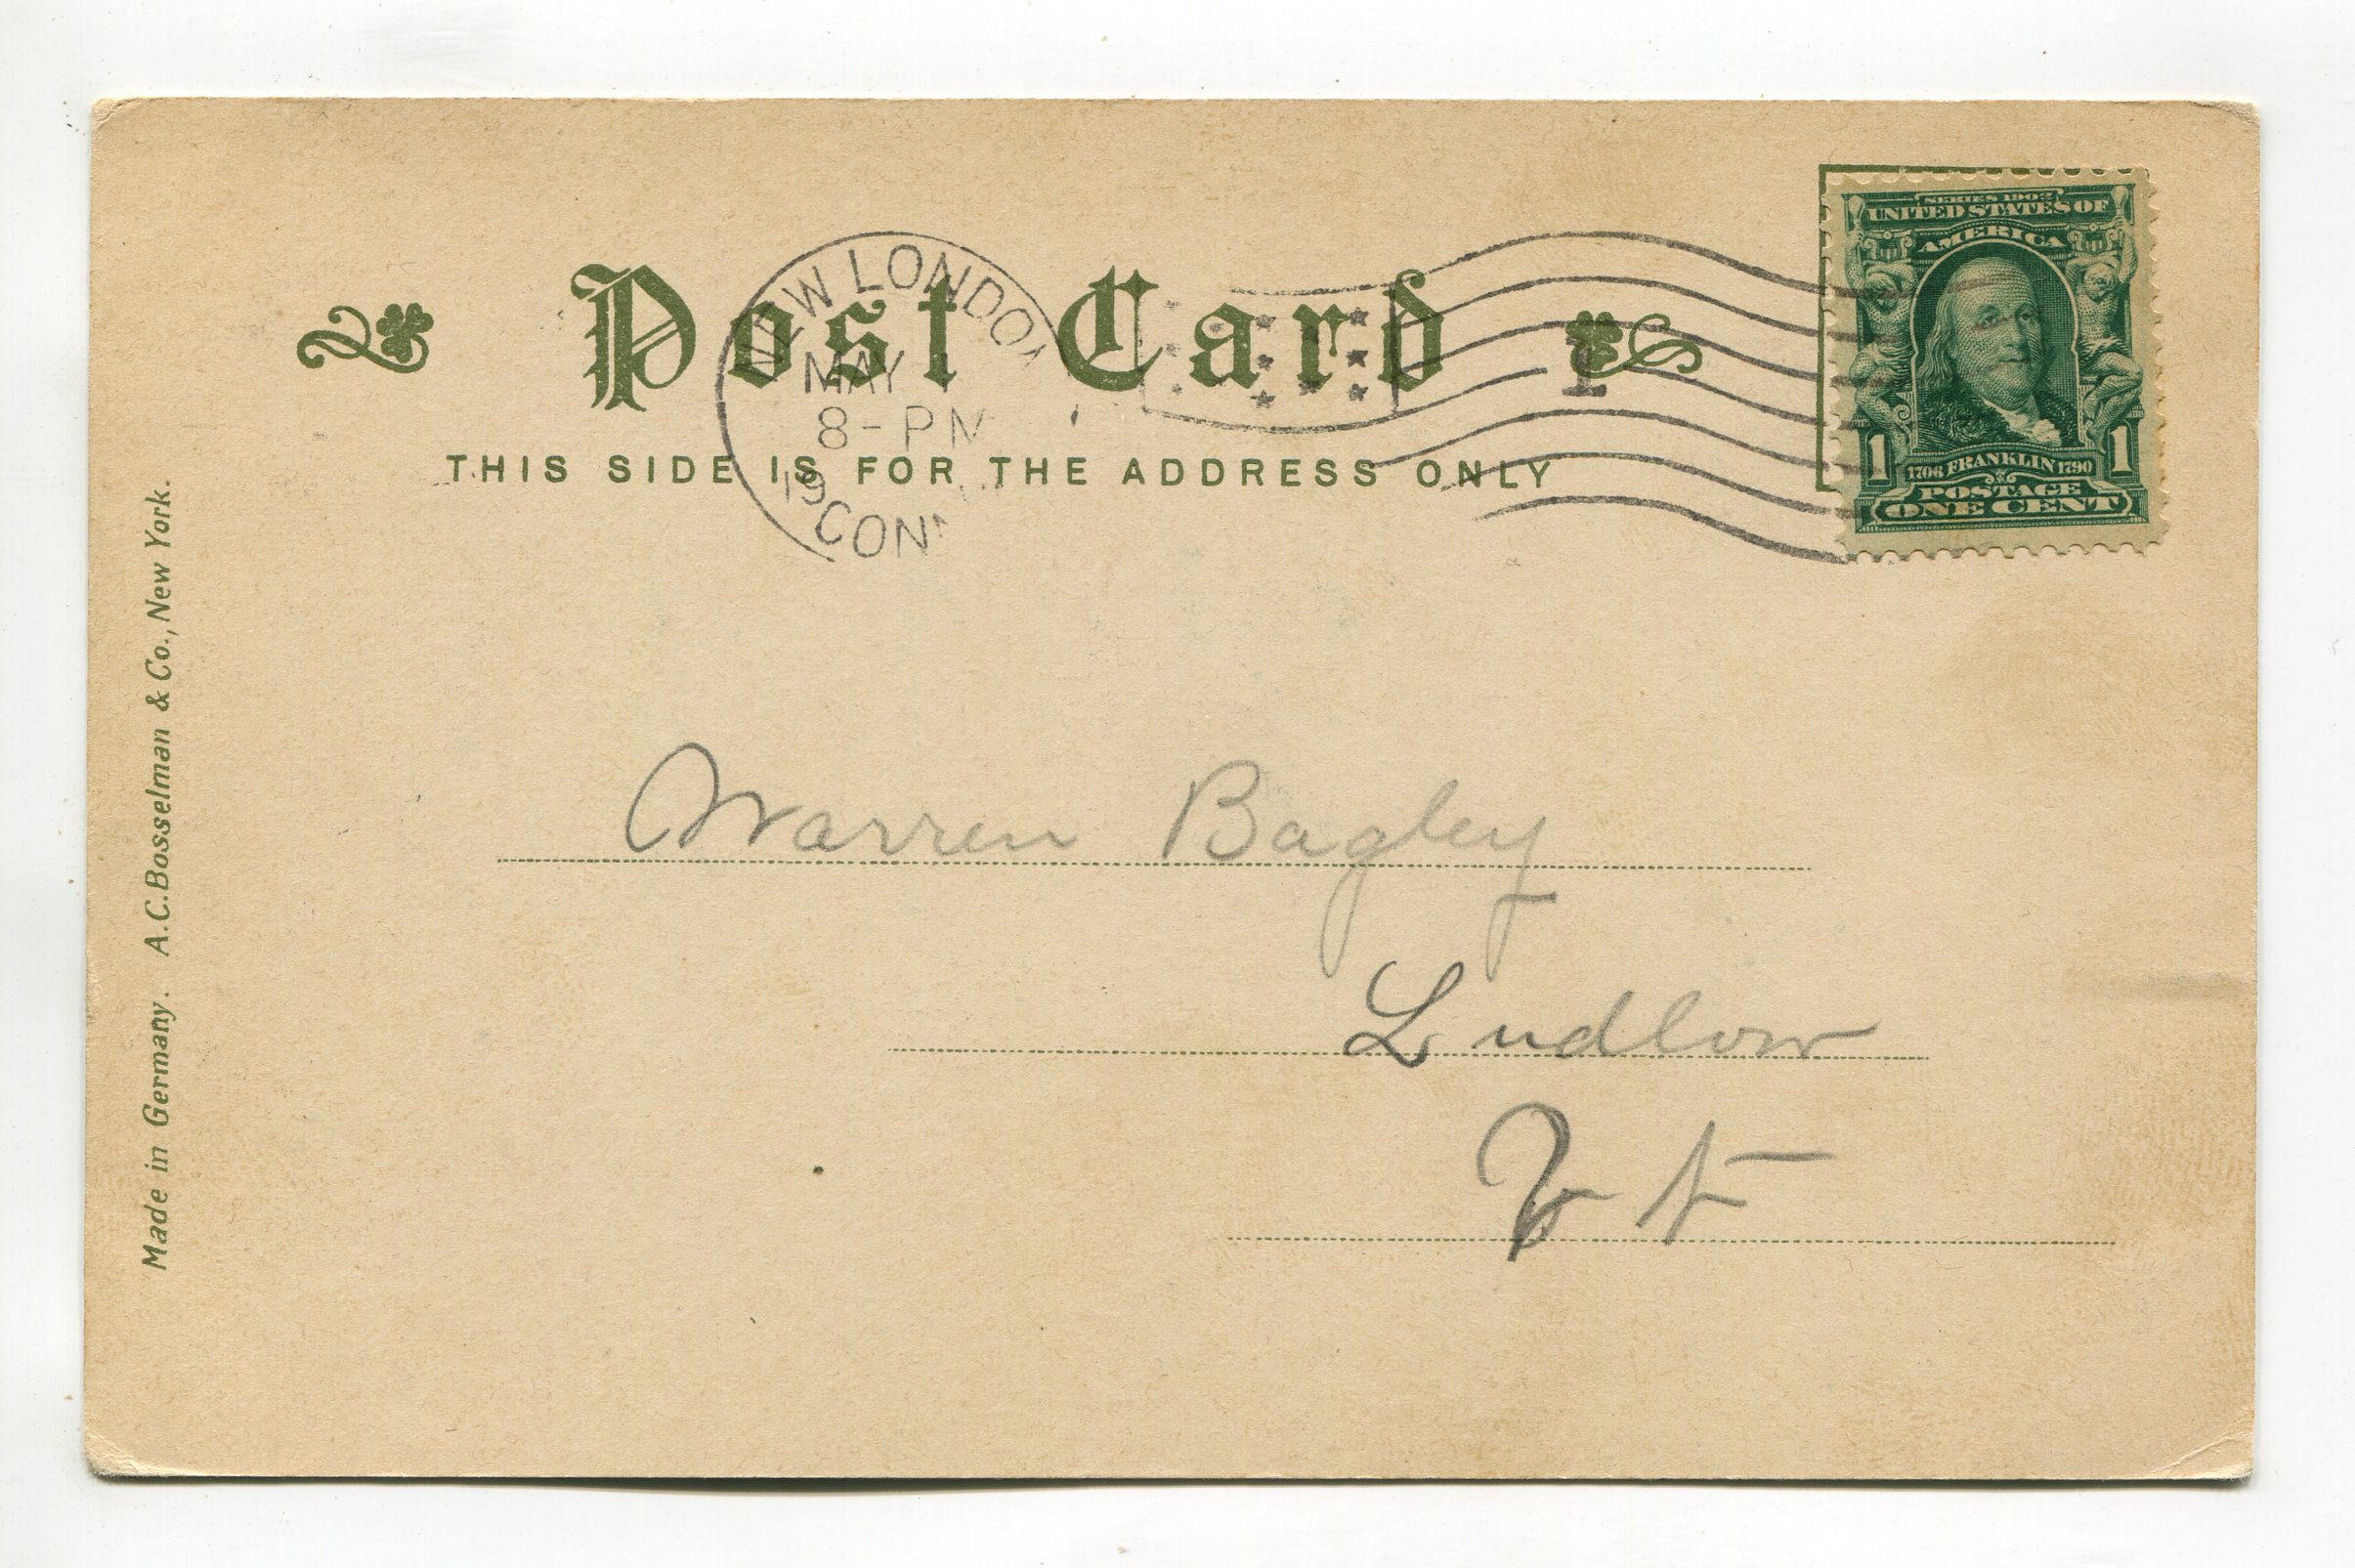 Post Card
THIS SIDE IS FOR THE ADDRESS ONLY
NEW LONDON
MAY 1
8-PM
19
CONN
1
SERIES 1902
UNITED STATES OF
AMERICA
1 1706 FRANKLIN 1790 1
POSTAGE
ONE CENT
Warren Bagley
Ludlow
Vt
Made in Germany. A.C. Bosselman & Co., New York.